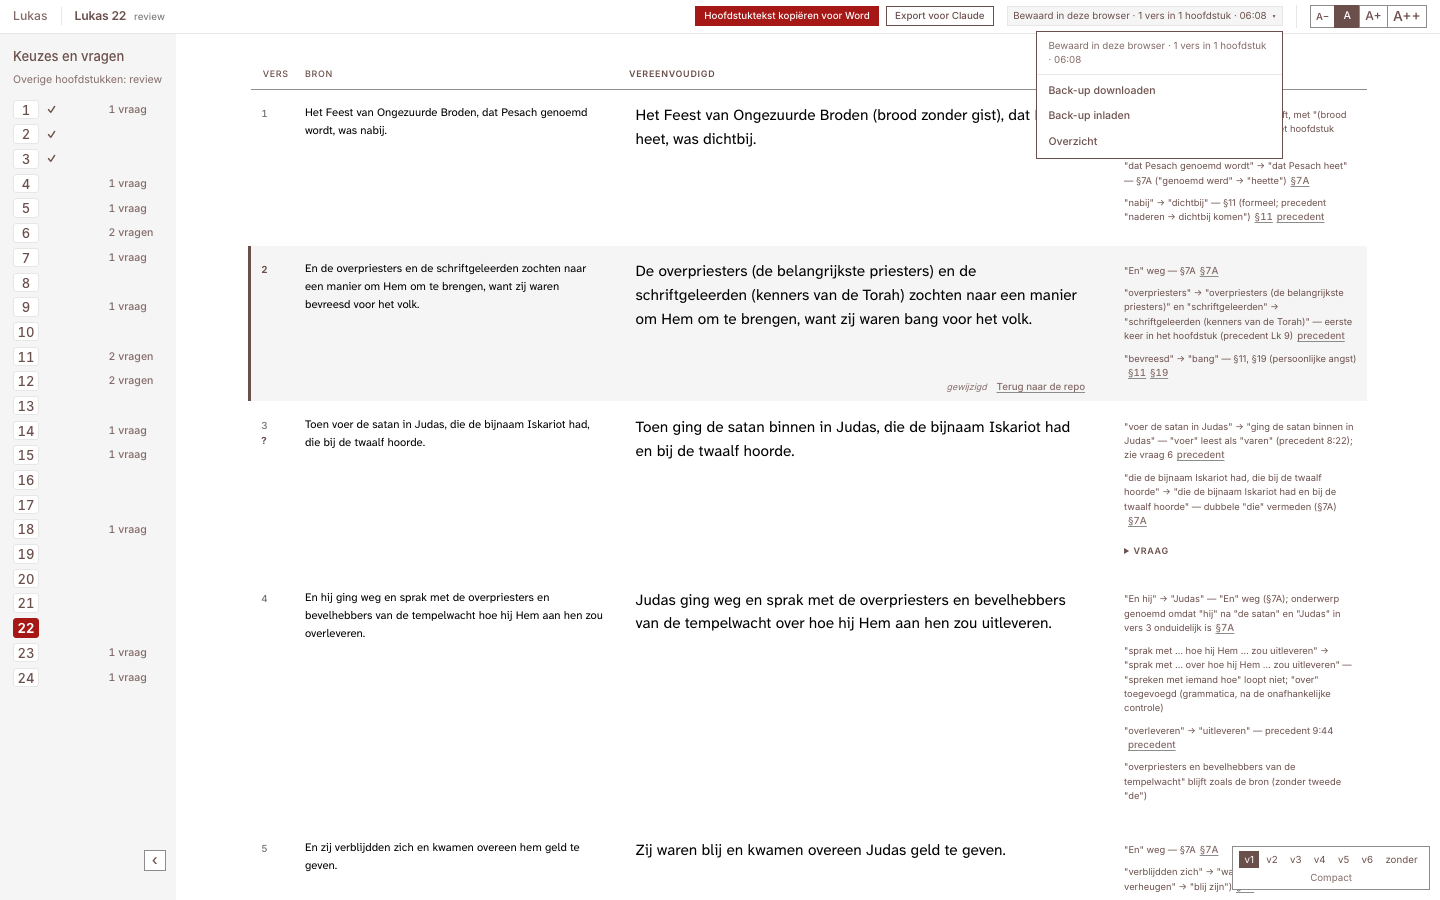 Lukas
Lukas 22 review
Hoofdstuktekst kopiëren voor Word
Export voor Claude
Bewaard in deze browser · 1 vers in 1 hoofdstuk · 06:08
A− A A+ A++
Bewaard in deze browser · 1 vers in 1 hoofdstuk
· 06:08
Back-up downloaden
Back-up inladen
Overzicht
Keuzes en vragen
Overige hoofdstukken: review
1 ✓ 1 vraag
2 ✓
3 ✓
4 1 vraag
5 1 vraag
6 2 vragen
7 1 vraag
8
9 1 vraag
10
11 2 vragen
12 2 vragen
13
14 1 vraag
15 1 vraag
16
17
18 1 vraag
19
20
21
22
23 1 vraag
24 1 vraag
VERS BRON VEREENVOUDIGD
1
Het Feest van Ongezuurde Broden, dat Pesach genoemd
wordt, was nabij.
Het Feest van Ongezuurde Broden (brood zonder gist), dat
heet, was dichtbij.
met "(brood
hoofdstuk
"dat Pesach genoemd wordt" → "dat Pesach heet"
— §7A ("genoemd werd" → "heette") §7A
"nabij" → "dichtbij" — §11 (formeel; precedent
"naderen → dichtbij komen") §11 precedent
2
En de overpriesters en de schriftgeleerden zochten naar
een manier om Hem om te brengen, want zij waren
bevreesd voor het volk.
De overpriesters (de belangrijkste priesters) en de
schriftgeleerden (kenners van de Torah) zochten naar een manier
om Hem om te brengen, want zij waren bang voor het volk.
gewijzigd Terug naar de repo
"En" weg — §7A §7A
"overpriesters" → "overpriesters (de belangrijkste
priesters)" en "schriftgeleerden" →
"schriftgeleerden (kenners van de Torah)" — eerste
keer in het hoofdstuk (precedent Lk 9) precedent
"bevreesd" → "bang" — §11, §19 (persoonlijke angst)
§11 §19
3
?
Toen voer de satan in Judas, die de bijnaam Iskariot had,
die bij de twaalf hoorde.
Toen ging de satan binnen in Judas, die de bijnaam Iskariot had
en bij de twaalf hoorde.
"voer de satan in Judas" → "ging de satan binnen in
Judas" — "voer" leest als "varen" (precedent 8:22);
zie vraag 6 precedent
"die de bijnaam Iskariot had, die bij de twaalf
hoorde" → "die de bijnaam Iskariot had en bij de
twaalf hoorde" — dubbele "die" vermeden (§7A)
§7A
▶ VRAAG
4
En hij ging weg en sprak met de overpriesters en
bevelhebbers van de tempelwacht hoe hij Hem aan hen zou
overleveren.
Judas ging weg en sprak met de overpriesters en bevelhebbers
van de tempelwacht over hoe hij Hem aan hen zou uitleveren.
"En hij" → "Judas" — "En" weg (§7A); onderwerp
genoemd omdat "hij" na "de satan" en "Judas" in
vers 3 onduidelijk is §7A
"sprak met ... hoe hij Hem ... zou uitleveren" →
"sprak met ... over hoe hij Hem ... zou uitleveren" —
"spreken met iemand hoe" loopt niet; "over"
toegevoegd (grammatica, na de onafhankelijke
controle)
"overleveren" → "uitleveren" — precedent 9:44
precedent
"overpriesters en bevelhebbers van de
tempelwacht" blijft zoals de bron (zonder tweede
"de")
5
En zij verblijdden zich en kwamen overeen hem geld te
geven.
Zij waren blij en kwamen overeen Judas geld te geven.
"En" weg — §7A §7A
"verblijdden zich" →
verheugen" → "blij zijn")
‹
v1 v2 v3 v4 v5 v6 zonder
Compact